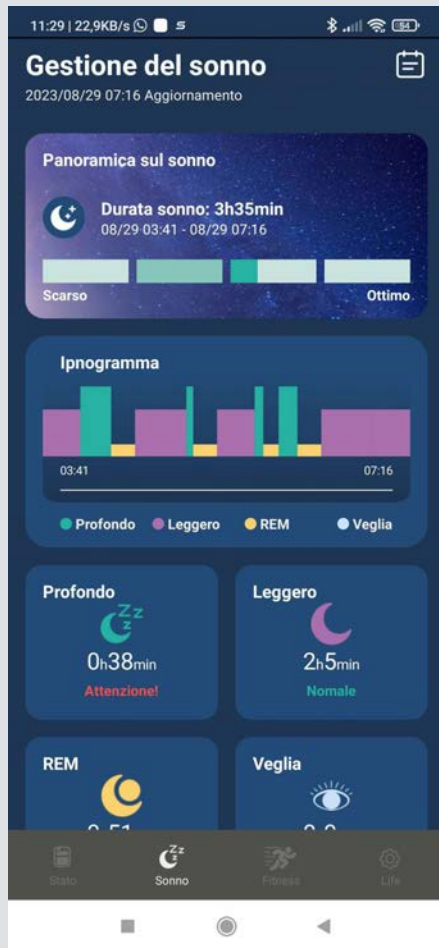 11:29 | 22,9KB/s
54
Gestione del sonno
2023/08/29 07:16 Aggiornamento
Panoramica sul sonno
Durata sonno: 3h35min
08/29 03:41 - 08/29 07:16
Scarso Ottimo
Ipnogramma
03:41 07:16
Profondo Leggero REM Veglia
Profondo Leggero
0h38min 2h5min
Attenzione! Nomale
REM Veglia
Stato Sonno Fitness Life